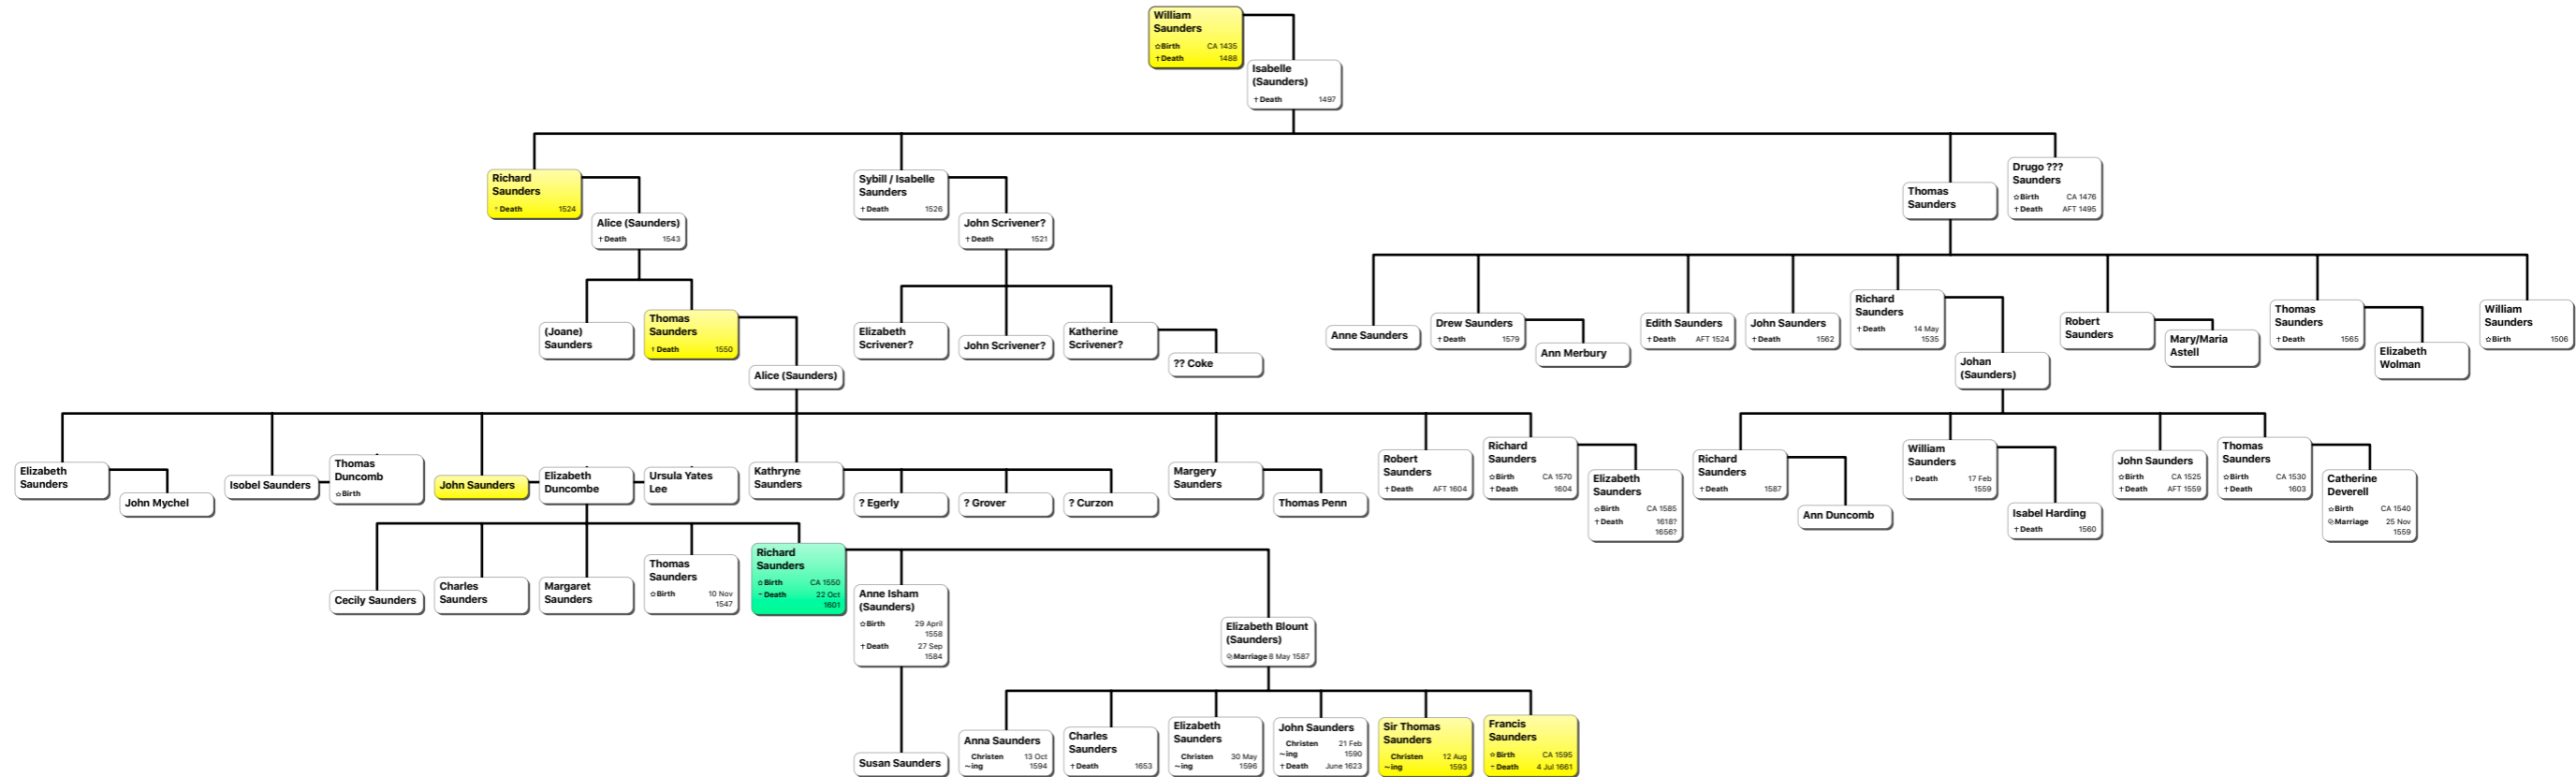 William
Saunders
☆Birth CA 1435
†Death 1488
Isabelle
(Saunders)
†Death 1497
Richard
Saunders
†Death 1524
Alice (Saunders)
†Death 1543
Sybill / Isabelle
Saunders
†Death 1526
John Scrivener?
†Death 1521
Thomas
Saunders
Drugo ???
Saunders
☆Birth CA 1476
†Death AFT 1495
(Joane)
Saunders
Thomas
Saunders
†Death 1550
Alice (Saunders)
Elizabeth
Scrivener?
John Scrivener?
Katherine
Scrivener?
?? Coke
Anne Saunders
Drew Saunders
†Death 1579
Ann Merbury
Edith Saunders
†Death AFT 1524
John Saunders
†Death 1562
Richard
Saunders
†Death 14 May
1535
Johan
(Saunders)
Robert
Saunders
Mary/Maria
Astell
Thomas
Saunders
†Death 1565
Elizabeth
Wolman
William
Saunders
☆Birth 1506
Elizabeth
Saunders
John Mychel
Isobel Saunders
Thomas
Duncomb
☆Birth
John Saunders
Elizabeth
Duncombe
Ursula Yates
Lee
Kathryne
Saunders
? Egerly
? Grover
? Curzon
Margery
Saunders
Thomas Penn
Robert
Saunders
†Death AFT 1604
Richard
Saunders
☆Birth CA 1570
†Death 1604
Elizabeth
Saunders
☆Birth CA 1585
†Death 1618?
1656?
Richard
Saunders
†Death 1587
Ann Duncomb
William
Saunders
†Death 17 Feb
1559
Isabel Harding
†Death 1560
John Saunders
☆Birth CA 1525
†Death AFT 1559
Thomas
Saunders
☆Birth CA 1530
†Death 1603
Catherine
Deverell
☆Birth CA 1540
Marriage 25 Nov
1559
Cecily Saunders
Charles
Saunders
Margaret
Saunders
Thomas
Saunders
☆Birth 10 Nov
1547
Richard
Saunders
☆Birth CA 1550
†Death 22 Oct
1601
Anne Isham
(Saunders)
☆Birth 29 April
1558
†Death 27 Sep
1584
Elizabeth Blount
(Saunders)
Marriage 8 May 1587
Susan Saunders
Anna Saunders
Christen 13 Oct
~ing 1594
Charles
Saunders
†Death 1653
Elizabeth
Saunders
Christen 30 May
~ing 1596
John Saunders
Christen 21 Feb
~ing 1590
†Death June 1623
Sir Thomas
Saunders
Christen 12 Aug
~ing 1593
Francis
Saunders
☆Birth CA 1595
†Death 4 Jul 1661